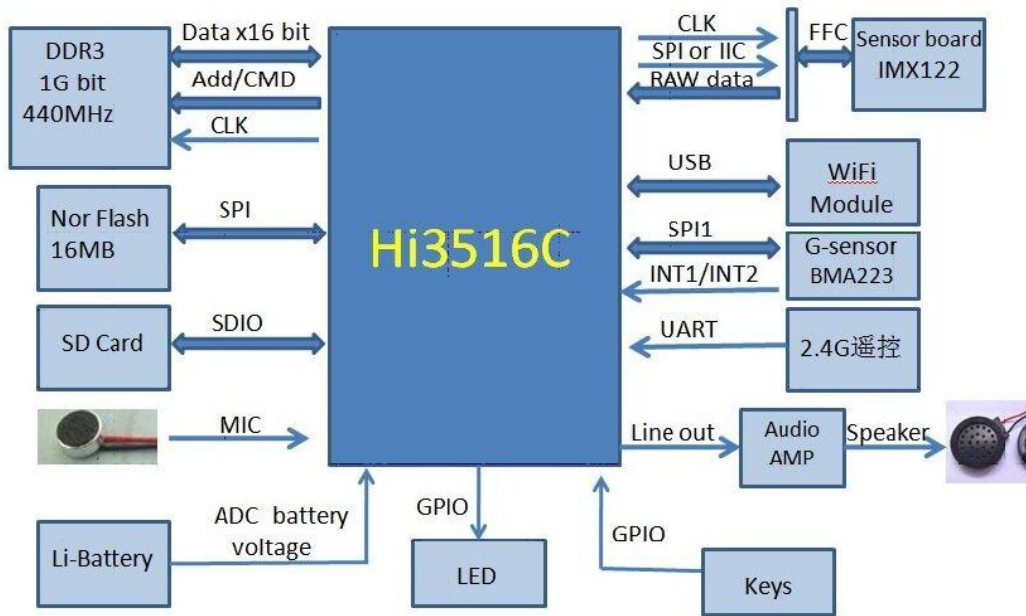 DDR3
1G bit
440MHz
Data x16 bit
Add/CMD
CLK
Nor Flash
16MB
SPI
SD Card
SDIO
MIC
Li-Battery
ADC battery
voltage
Hi3516C
GPIO
LED
GPIO
Keys
CLK
SPI or IIC
RAW data
FFC
Sensor board
IMX122
USB
WiFi
Module
SPI1
INT1/INT2
G-sensor
BMA223
UART
2.4G遥控
Line out
Audio
AMP
Speaker